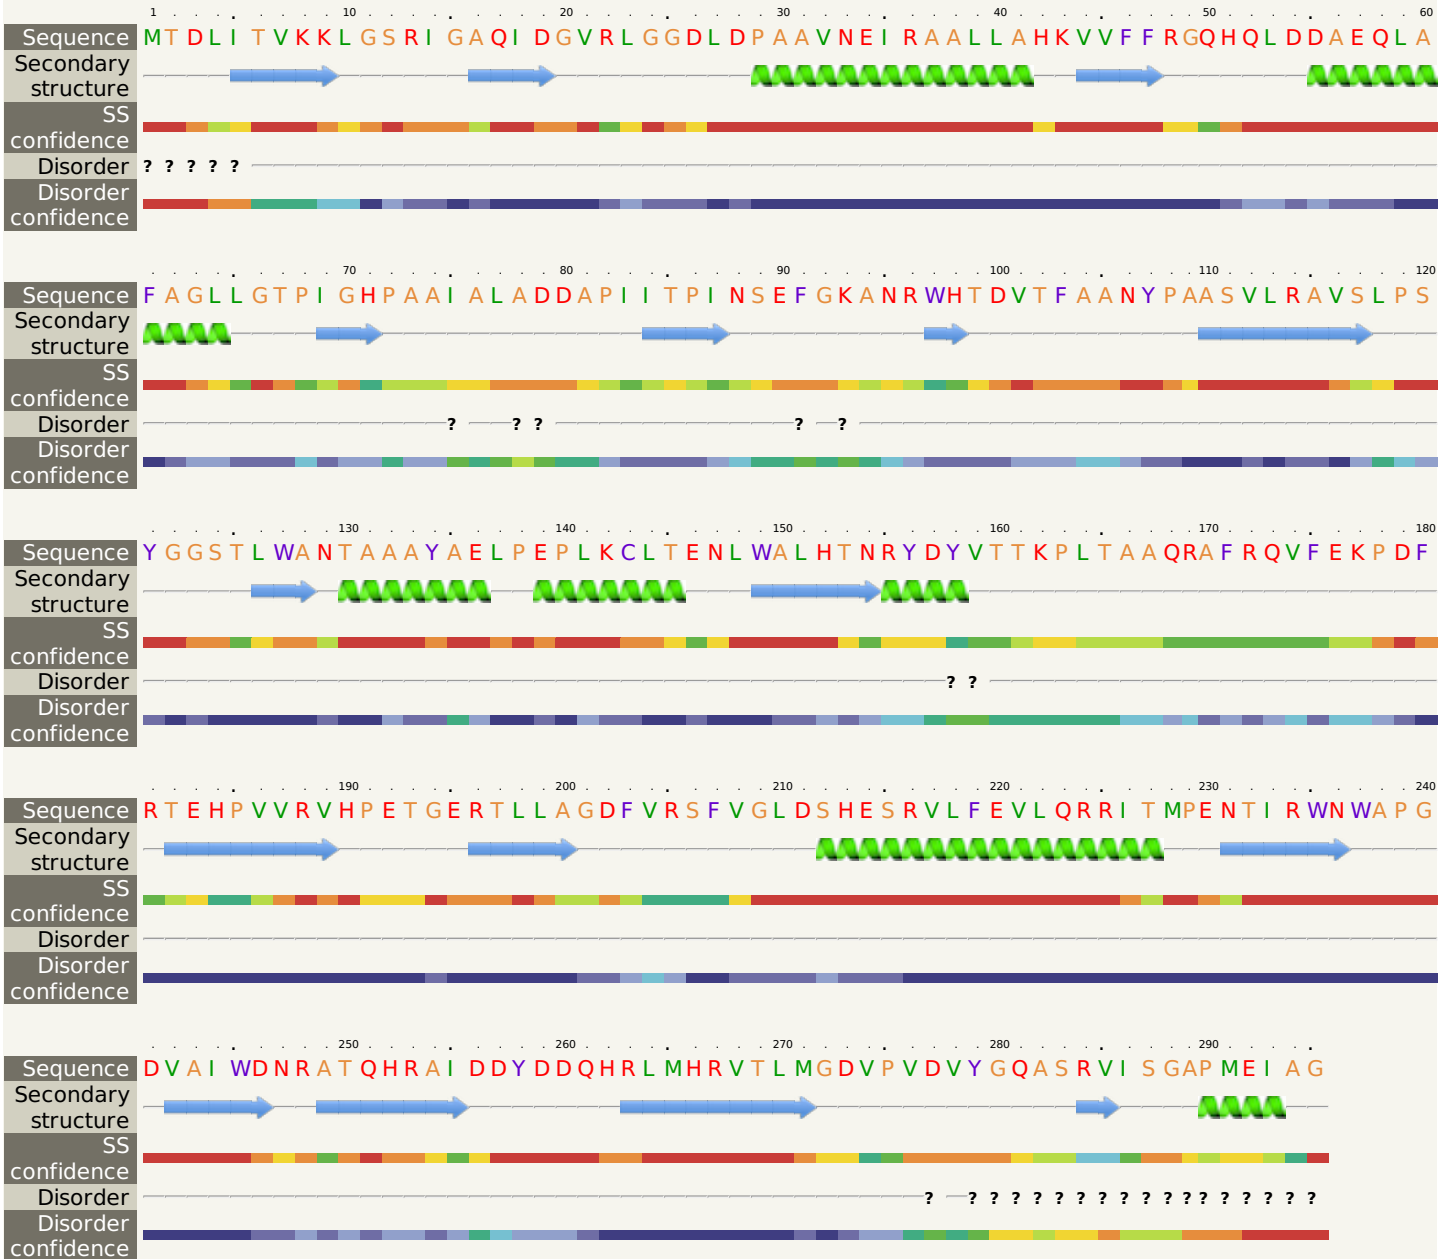 1 10 20 30 40 50 60
Sequence MTDLITVKKLGSRIGAQIDGVRLGGDLDPAAVNEIRAALLAHKVVFFRGQHQLDDAEQLA
Secondary
structure
SS
confidence
Disorder ? ? ? ? ?
Disorder
confidence
70 80 90 100 110 120
Sequence FAGLLGTPIGHPAAIALADDAPIITPINSEFGKANRWHTDVTFAANYPAASVLRAVSLPS
Secondary
structure
SS
confidence
Disorder ? ? ? ? ?
Disorder
confidence
130 140 150 160 170 180
Sequence YGGSTLWANTAAAYAELPEPLKCLTENLWALHTNRYDYVTTKPLTAAQRAFRQVFEKPDF
Secondary
structure
SS
confidence
Disorder ? ?
Disorder
confidence
190 200 210 220 230 240
Sequence RTEHPVVRVHPETGERTLLAGDFVRSFVGLDSHESRVLFEVLQRRITMPENTIRWNWAPG
Secondary
structure
SS
confidence
Disorder
Disorder
confidence
250 260 270 280 290
Sequence DVAIWDNRATQHRAIDDYDDQHRLMHRVTLMGDVPVDVYGQASRVISGAPMEIAG
Secondary
structure
SS
confidence
Disorder ? ? ? ? ? ? ? ? ? ? ? ? ? ? ? ? ? ?
Disorder
confidence